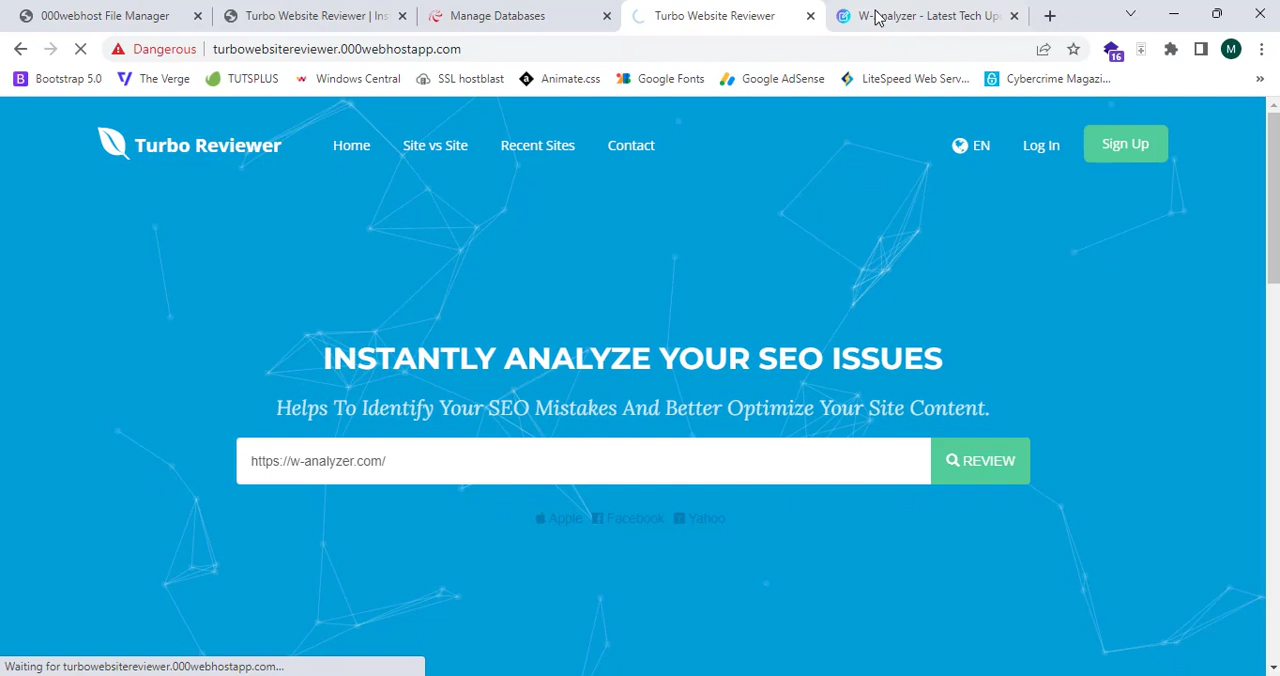 000webhost File Manager
Turbo Website Reviewer | Ins
Manage Databases
Turbo Website Reviewer
W-Analyzer - Latest Tech Up
Dangerous turbowebsitereviewer.000webhostapp.com
16
M
B Bootstrap 5.0 The Verge TUTSPLUS Windows Central SSL hostblast Animate.css Google Fonts Google AdSense LiteSpeed Web Serv... Cybercrime Magazi... »
Turbo Reviewer Home Site vs Site Recent Sites Contact EN Log In Sign Up
INSTANTLY ANALYZE YOUR SEO ISSUES
Helps To Identify Your SEO Mistakes And Better Optimize Your Site Content.
https://w-analyzer.com/ REVIEW
Apple Facebook Yahoo
Waiting for turbowebsitereviewer.000webhostapp.com...